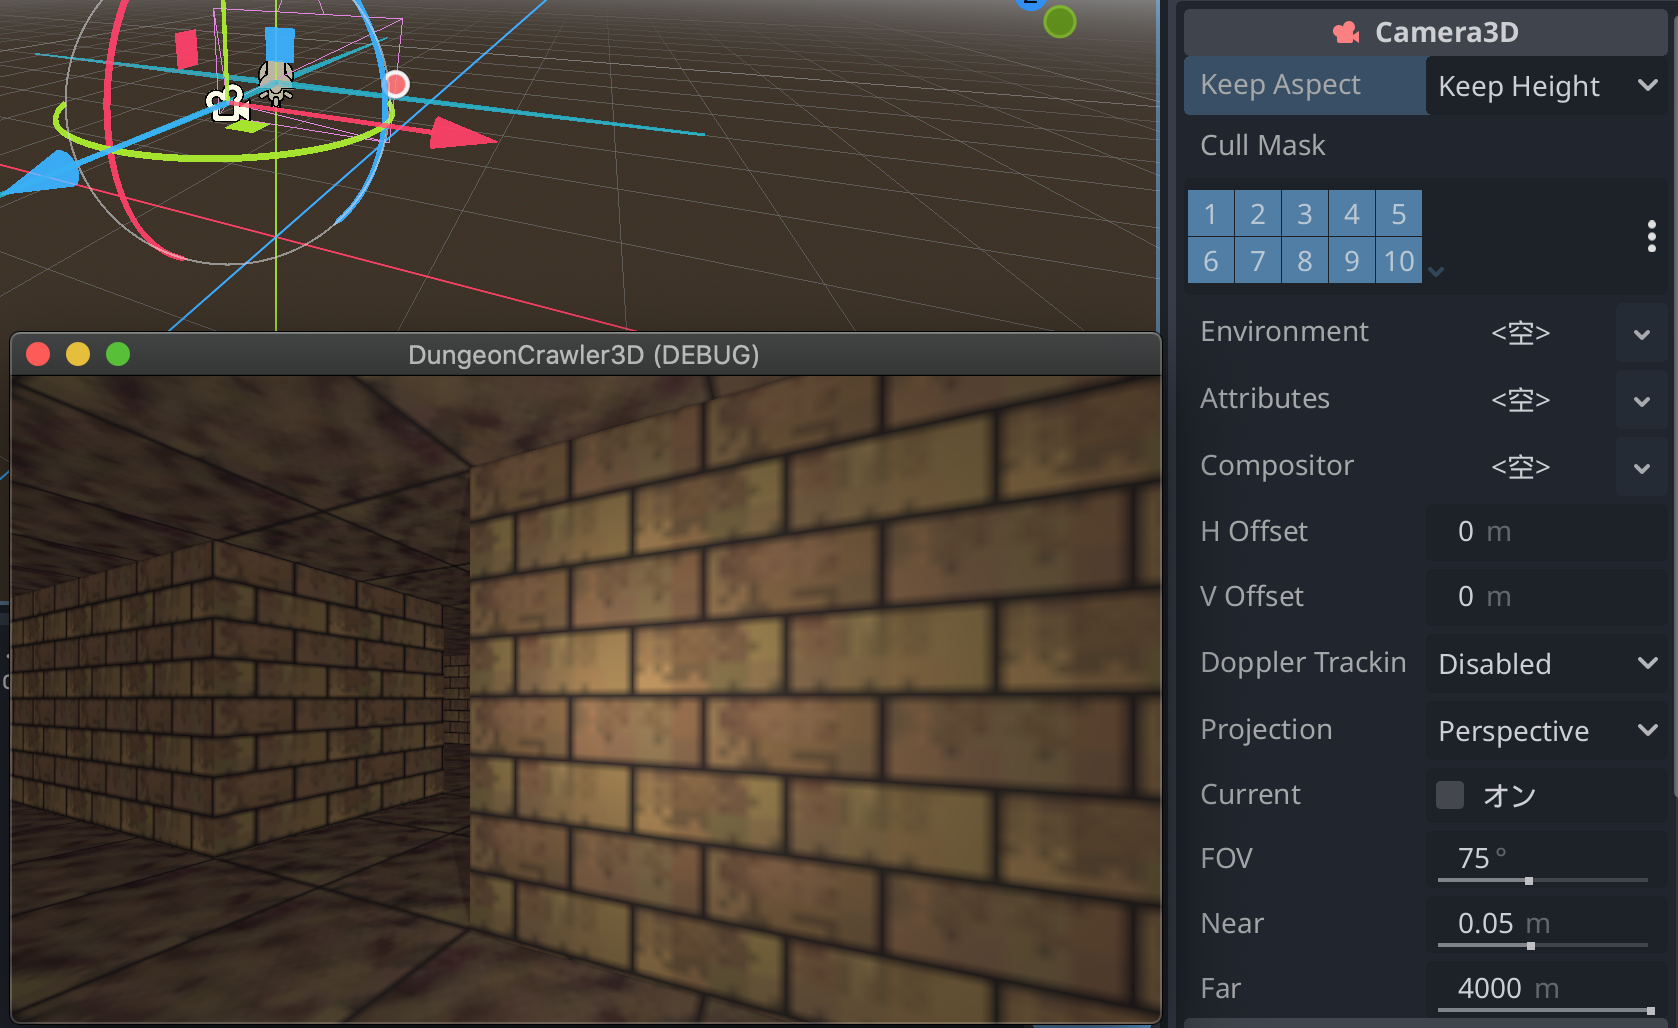 Z
Camera3D
Keep Aspect Keep Height
Cull Mask
1 2 3 4 5
6 7 8 9 10
Environment <空>
Attributes <空>
Compositor <空>
H Offset 0 m
V Offset 0 m
Doppler Trackin Disabled
Projection Perspective
Current オン
FOV 75 °
Near 0.05 m
Far 4000 m
DungeonCrawler3D (DEBUG)